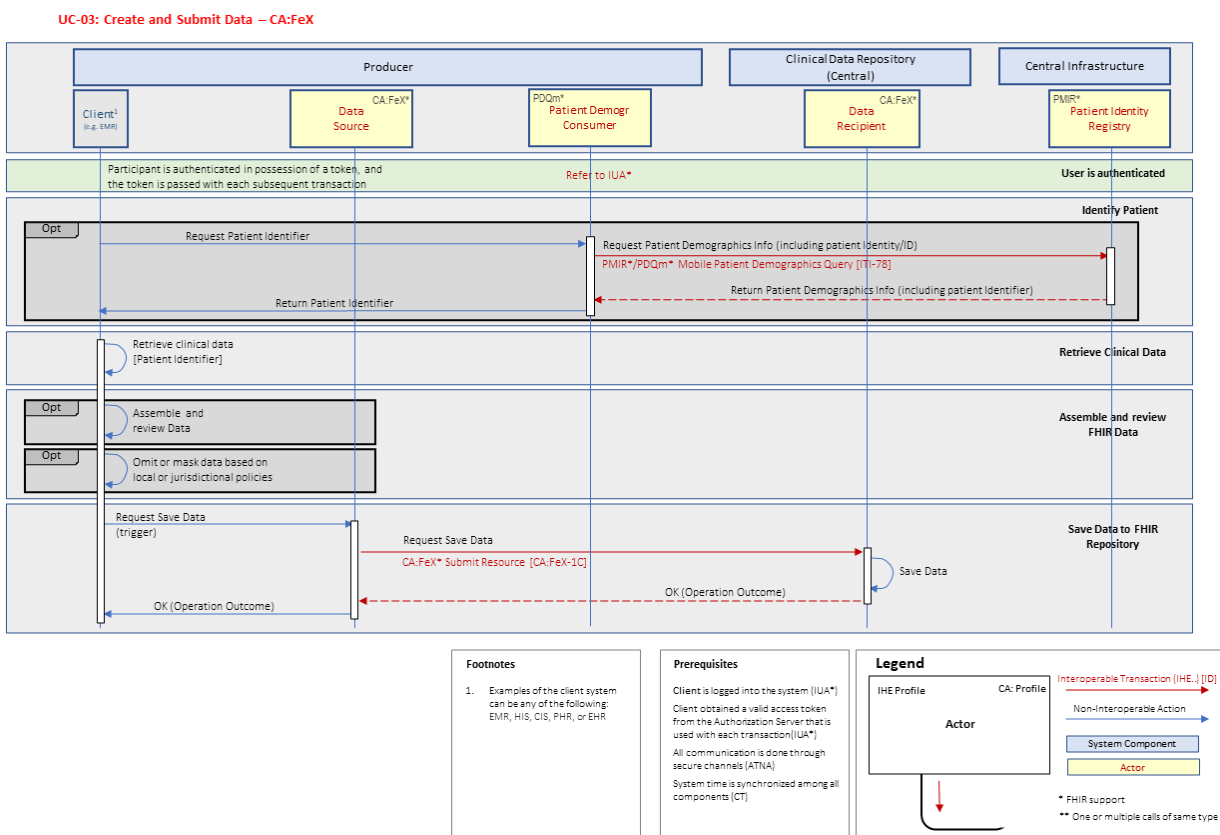 UC-03: Create and Submit Data – CA:FeX
Producer
Clinical Data Repository
(Central)
Central Infrastructure
Client¹
(e.g. EMR)
CA:FeX*
Data
Source
PDQm*
Patient Demogr
Consumer
CA:FeX*
Data
Recipient
PMIR*
Patient Identity
Registry
Participant is authenticated in possession of a token, and
the token is passed with each subsequent transaction
Refer to IUA*
User is authenticated
Identify Patient
Opt
Request Patient Identifier
Request Patient Demographics Info (including patient Identity/ID)
PMIR*/PDQm* Mobile Patient Demographics Query [ITI-78]
Return Patient Demographics Info (including patient Identifier)
Return Patient Identifier
Retrieve clinical data
[Patient Identifier]
Retrieve Clinical Data
Opt
Assemble and
review Data
Assemble and review
FHIR Data
Opt
Omit or mask data based on
local or jurisdictional policies
Request Save Data
(trigger)
Save Data to FHIR
Repository
Request Save Data
CA:FeX* Submit Resource [CA:FeX-1C]
Save Data
OK (Operation Outcome)
OK (Operation Outcome)
Footnotes
1. Examples of the client system
can be any of the following:
EMR, HIS, CIS, PHR, or EHR
Prerequisites
Client is logged into the system (IUA*)
Client obtained a valid access token
from the Authorization Server that is
used with each transaction(IUA*)
All communication is done through
secure channels (ATNA)
System time is synchronized among all
components (CT)
Legend
IHE Profile
CA: Profile
Actor
Interoperable Transaction (IHE..) [ID]
Non-Interoperable Action
System Component
Actor
* FHIR support
** One or multiple calls of same type